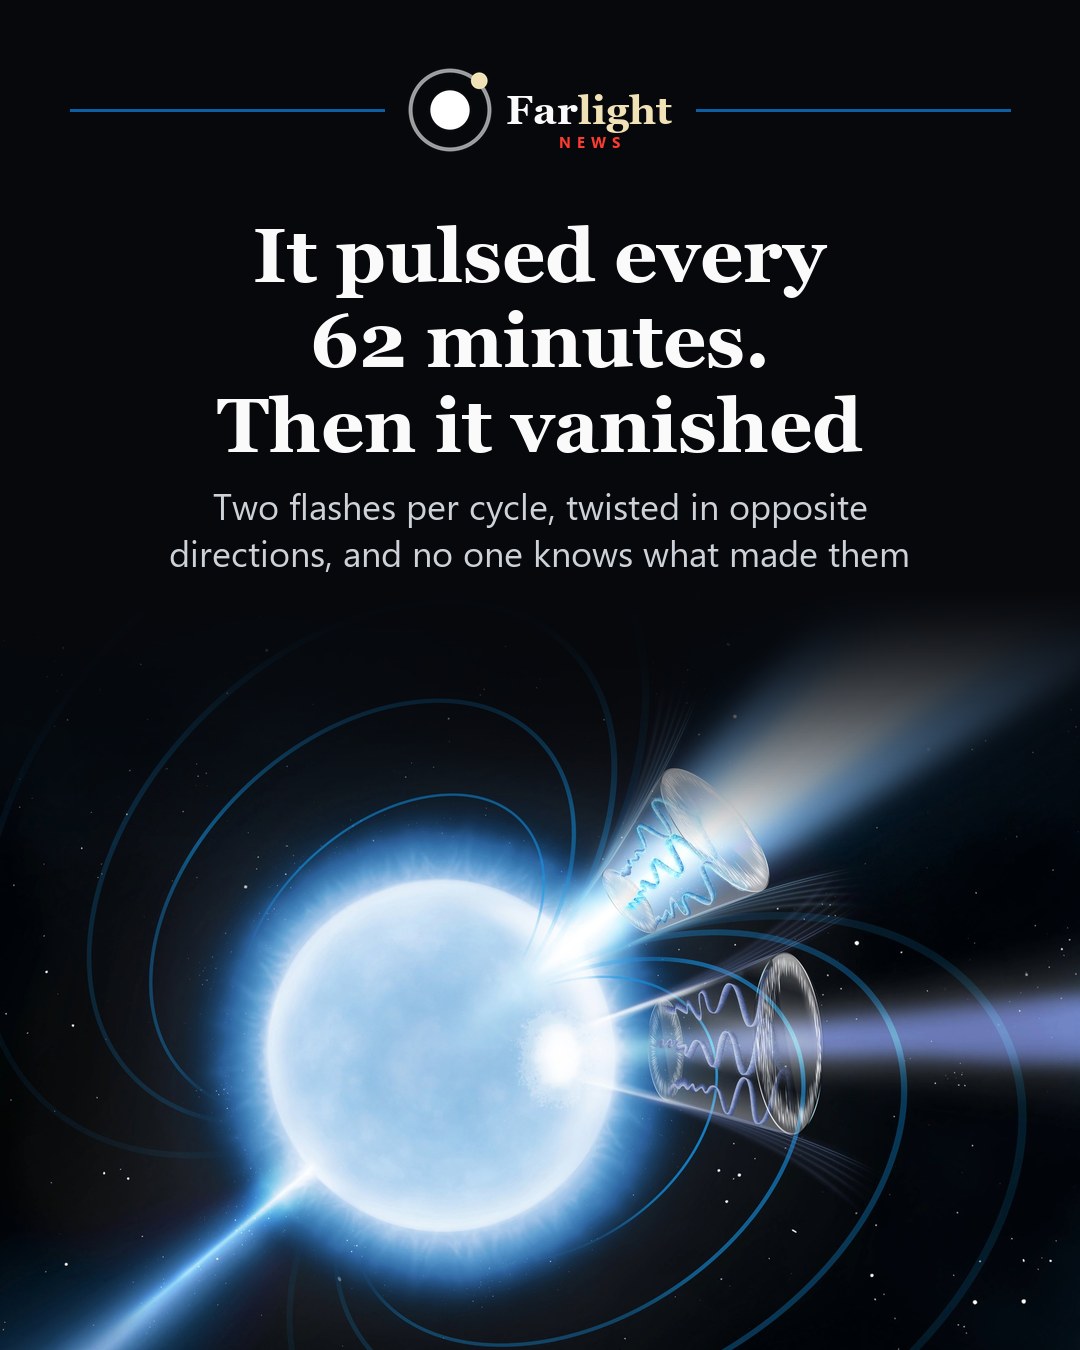 Farlight
NEWS
It pulsed every
62 minutes.
Then it vanished
Two flashes per cycle, twisted in opposite
directions, and no one knows what made them